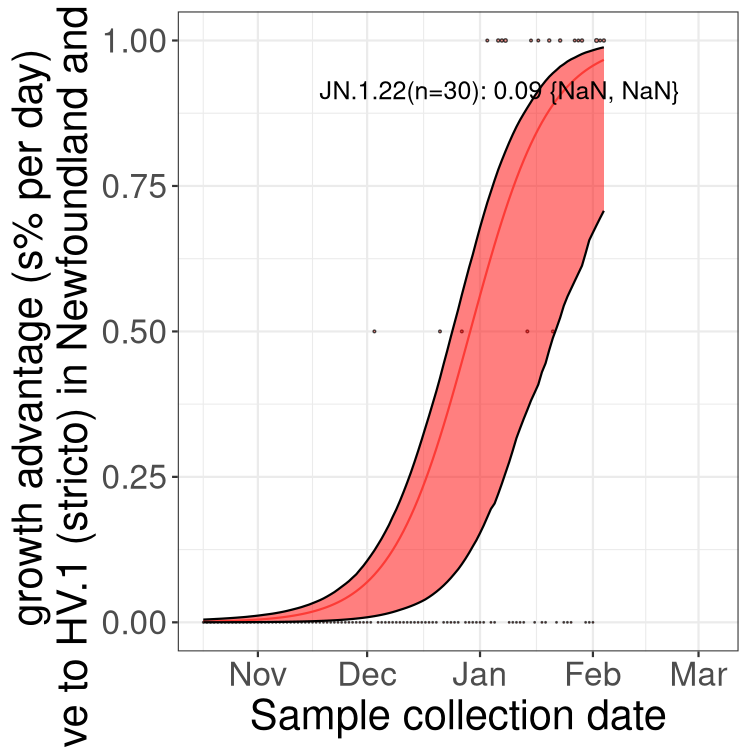 growth advantage (s% per day)
ve to HV.1 (stricto) in Newfoundland and
1.00
0.75
0.50
0.25
0.00
JN.1.22(n=30): 0.09 {NaN, NaN}
Nov
Dec
Jan
Feb
Mar
Sample collection date